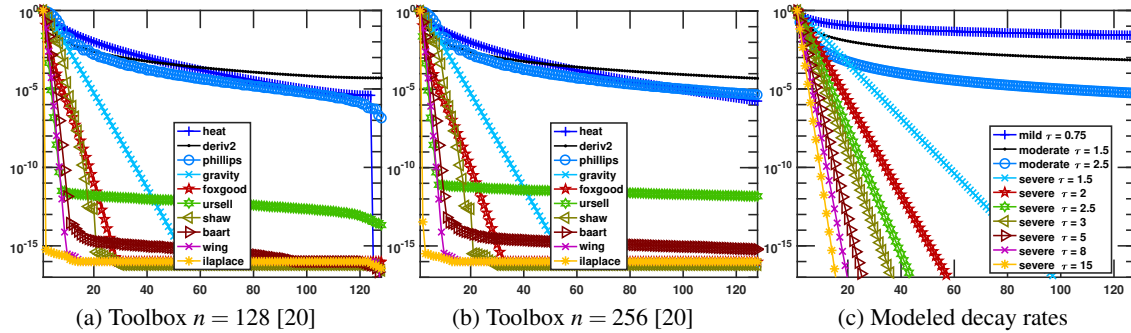 10^0
10^-5
10^-10
10^-15
20 40 60 80 100 120
heat
deriv2
phillips
gravity
foxgood
ursell
shaw
baart
wing
ilaplace
(a) Toolbox n = 128 [20]
10^0
10^-5
10^-10
10^-15
20 40 60 80 100 120
heat
deriv2
phillips
gravity
foxgood
ursell
shaw
baart
wing
ilaplace
(b) Toolbox n = 256 [20]
10^0
10^-5
10^-10
10^-15
20 40 60 80 100 120
mild τ = 0.75
moderate τ = 1.5
moderate τ = 2.5
severe τ = 1.5
severe τ = 2
severe τ = 2.5
severe τ = 3
severe τ = 5
severe τ = 8
severe τ = 15
(c) Modeled decay rates